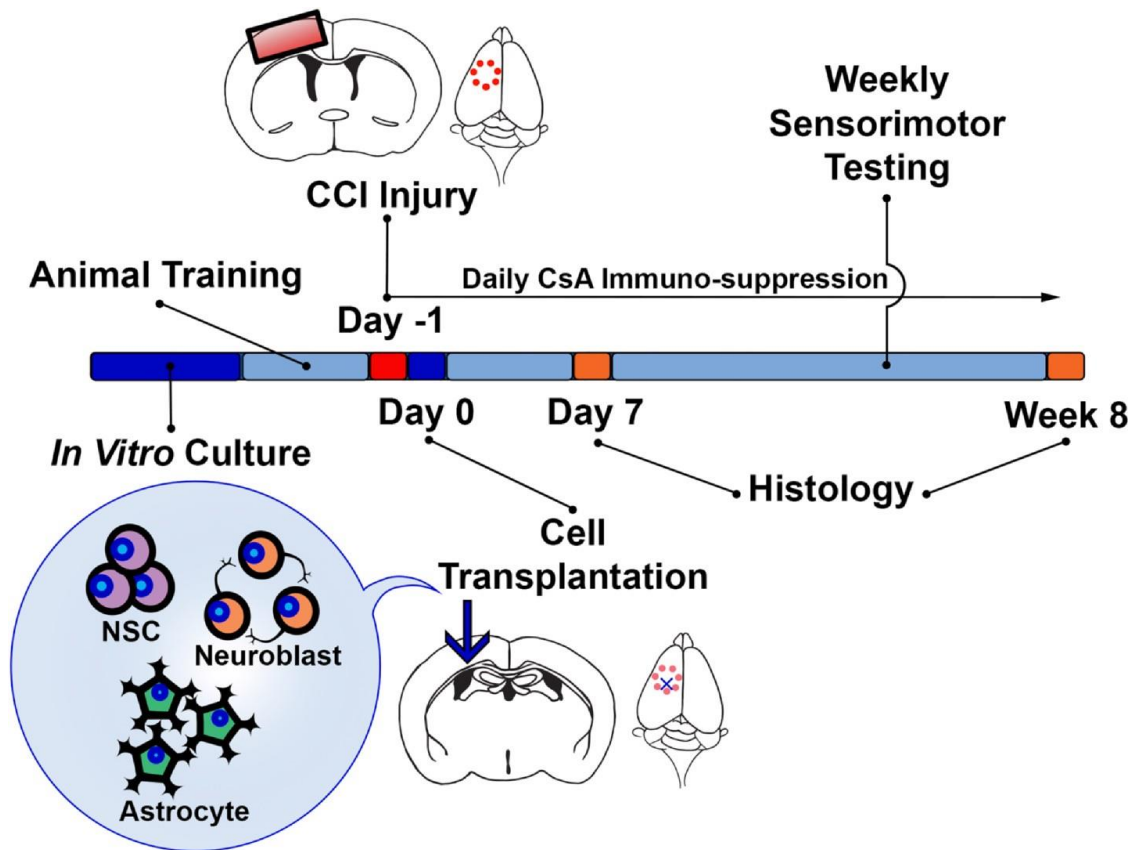 Weekly
Sensorimotor
Testing
CCI Injury
Animal Training
Daily CsA Immuno-suppression
Day -1
Day 0
Day 7
Week 8
In Vitro Culture
Histology
Cell
Transplantation
NSC
Neuroblast
Astrocyte